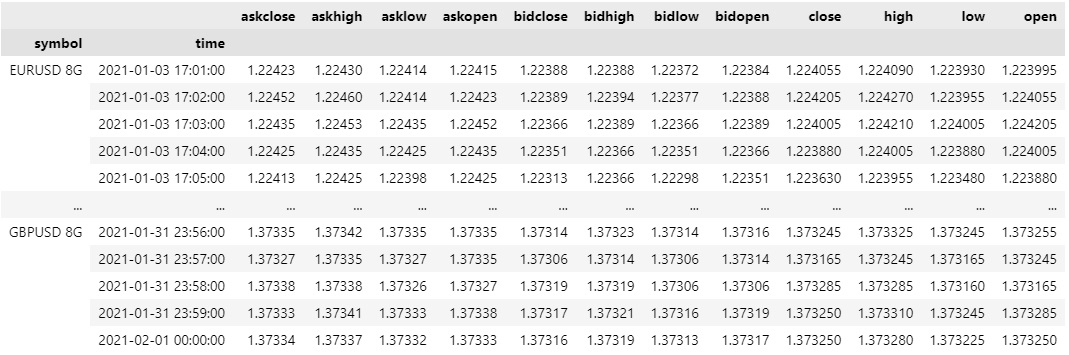 askclose askhigh asklow askopen bidclose bidhigh bidlow bidopen close high low open
symbol time
EURUSD 8G 2021-01-03 17:01:00 1.22423 1.22430 1.22414 1.22415 1.22388 1.22388 1.22372 1.22384 1.224055 1.224090 1.223930 1.223995
2021-01-03 17:02:00 1.22452 1.22460 1.22414 1.22423 1.22389 1.22394 1.22377 1.22388 1.224205 1.224270 1.223955 1.224055
2021-01-03 17:03:00 1.22435 1.22453 1.22435 1.22452 1.22366 1.22389 1.22366 1.22389 1.224005 1.224210 1.224005 1.224205
2021-01-03 17:04:00 1.22425 1.22435 1.22425 1.22435 1.22351 1.22366 1.22351 1.22366 1.223880 1.224005 1.223880 1.224005
2021-01-03 17:05:00 1.22413 1.22425 1.22398 1.22425 1.22313 1.22366 1.22298 1.22351 1.223630 1.223955 1.223480 1.223880
... ... ... ... ... ... ... ... ... ... ... ... ... ...
GBPUSD 8G 2021-01-31 23:56:00 1.37335 1.37342 1.37335 1.37335 1.37314 1.37323 1.37314 1.37316 1.373245 1.373325 1.373245 1.373255
2021-01-31 23:57:00 1.37327 1.37335 1.37327 1.37335 1.37306 1.37314 1.37306 1.37314 1.373165 1.373245 1.373165 1.373245
2021-01-31 23:58:00 1.37338 1.37338 1.37326 1.37327 1.37319 1.37319 1.37306 1.37306 1.373285 1.373285 1.373160 1.373165
2021-01-31 23:59:00 1.37333 1.37341 1.37333 1.37338 1.37317 1.37321 1.37316 1.37319 1.373250 1.373310 1.373245 1.373285
2021-02-01 00:00:00 1.37334 1.37337 1.37332 1.37333 1.37316 1.37319 1.37313 1.37317 1.373250 1.373280 1.373225 1.373250